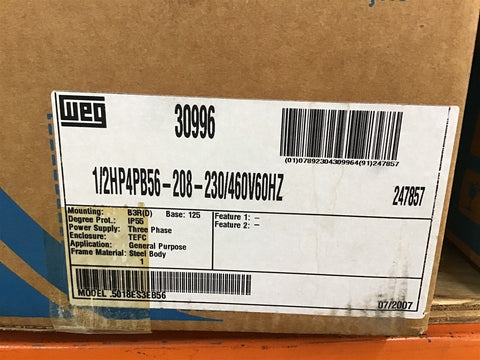 weg
30996
(01)07892304309964(91)247857
1/2HP4PB56-208-230/460V60HZ
247857
Mounting: B3R(D) Base: 125
Degree Prot.: IP55
Power Supply: Three Phase
Enclosure: TEFC
Application: General Purpose
Frame Material: Steel Body
1
Feature 1: -
Feature 2: -
MODEL .5018ES3EB56
07/2007